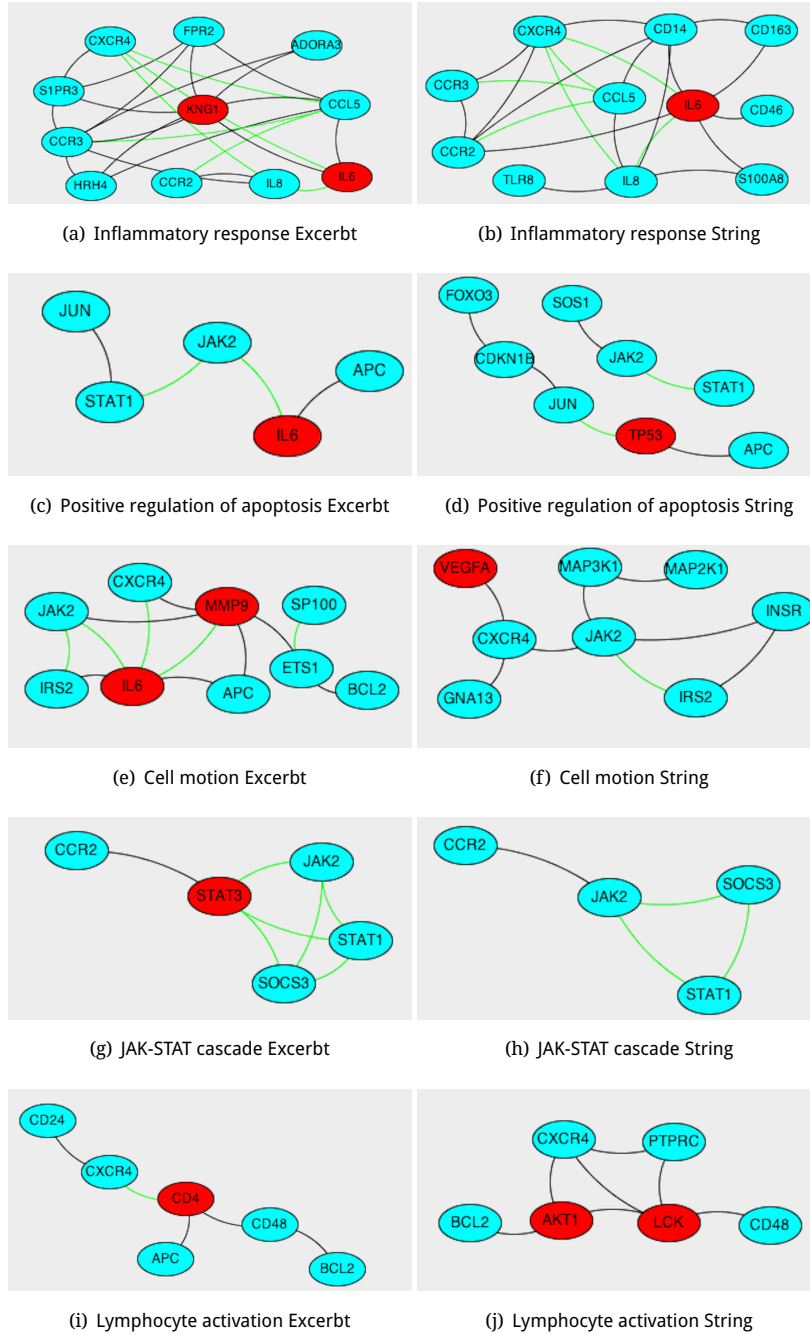 CXCR4 FPR2 ADORA3
S1PR3 KNG1 CCL5
CCR3
HRH4 CCR2 IL8 IL6
(a) Inflammatory response Excerbt
CXCR4 CD14 CD163
CCR3 CCL5 IL6 CD46
CCR2
TLR8 IL8 S100A8
(b) Inflammatory response String
JUN JAK2
STAT1 APC
IL6
(c) Positive regulation of apoptosis Excerbt
FOXO3 SOS1
CDKN1B JAK2
JUN STAT1
TP53 APC
(d) Positive regulation of apoptosis String
CXCR4
JAK2 MMP9 SP100
IRS2 IL6 APC ETS1 BCL2
(e) Cell motion Excerbt
VEGFA MAP3K1 MAP2K1
CXCR4 JAK2 INSR
GNA13 IRS2
(f) Cell motion String
CCR2 JAK2
STAT3
STAT1
SOCS3
(g) JAK-STAT cascade Excerbt
CCR2
JAK2 SOCS3
STAT1
(h) JAK-STAT cascade String
CD24
CXCR4 CD4
APC CD48
BCL2
(i) Lymphocyte activation Excerbt
CXCR4 PTPRC
BCL2 AKT1 LCK CD48
(j) Lymphocyte activation String